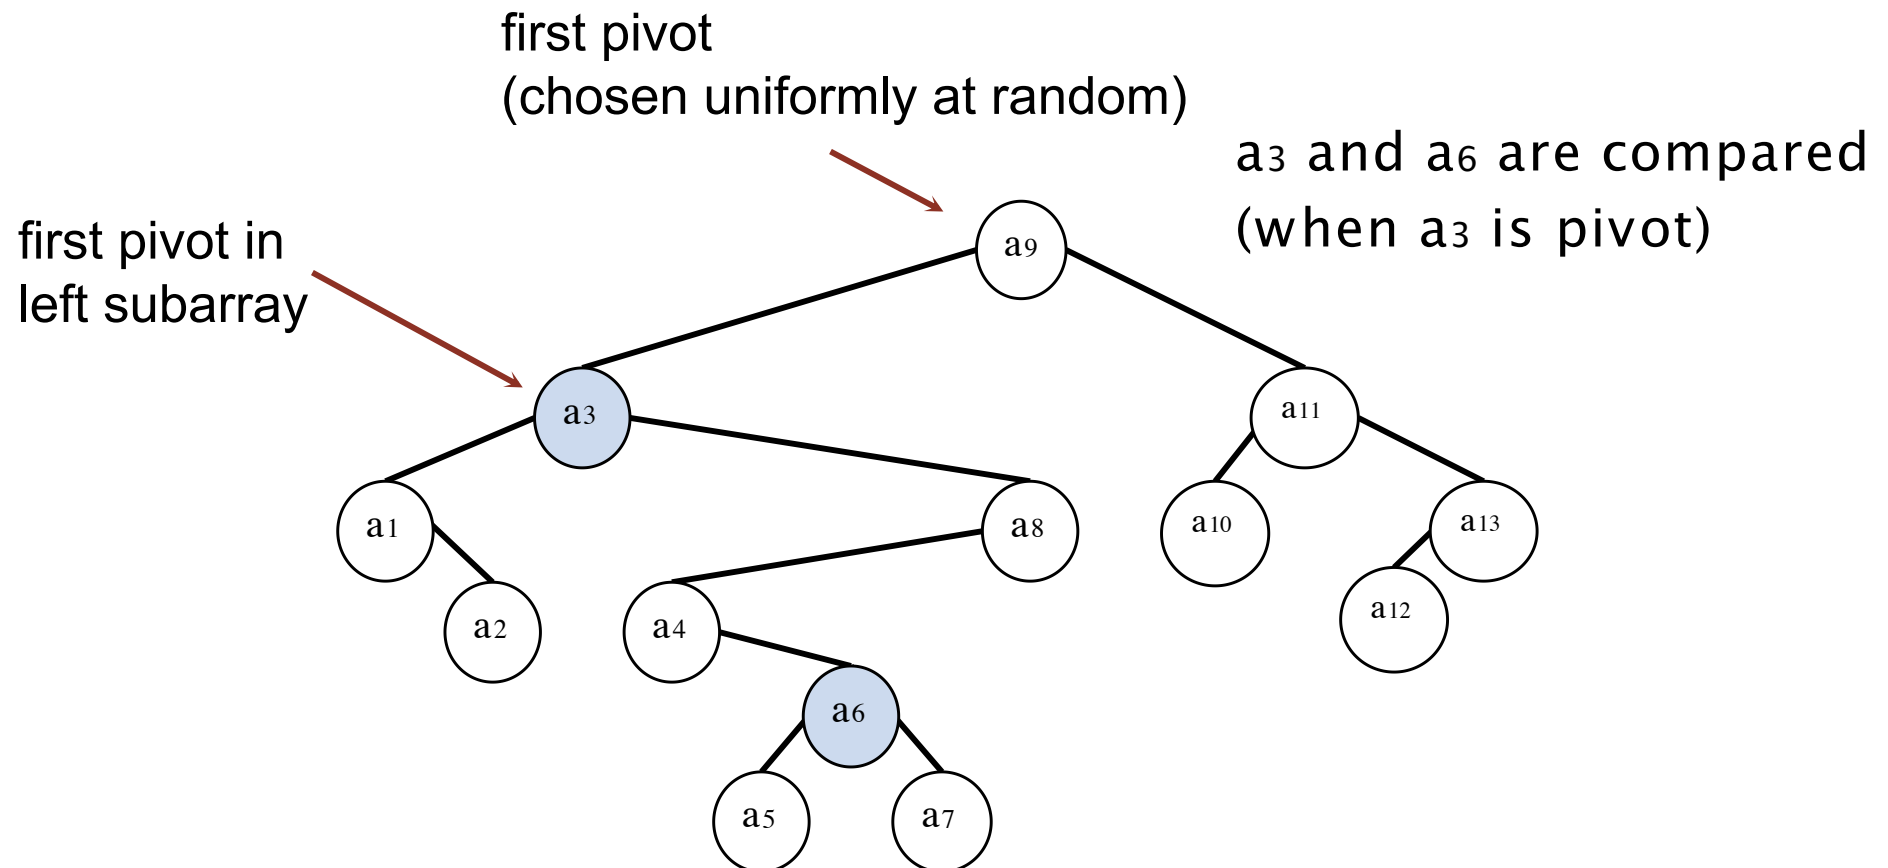 first pivot
(chosen uniformly at random)
a3 and a6 are compared
(when a3 is pivot)
first pivot in
left subarray
a9
a3
a11
a1
a8
a10
a13
a2
a4
a12
a6
a5
a7